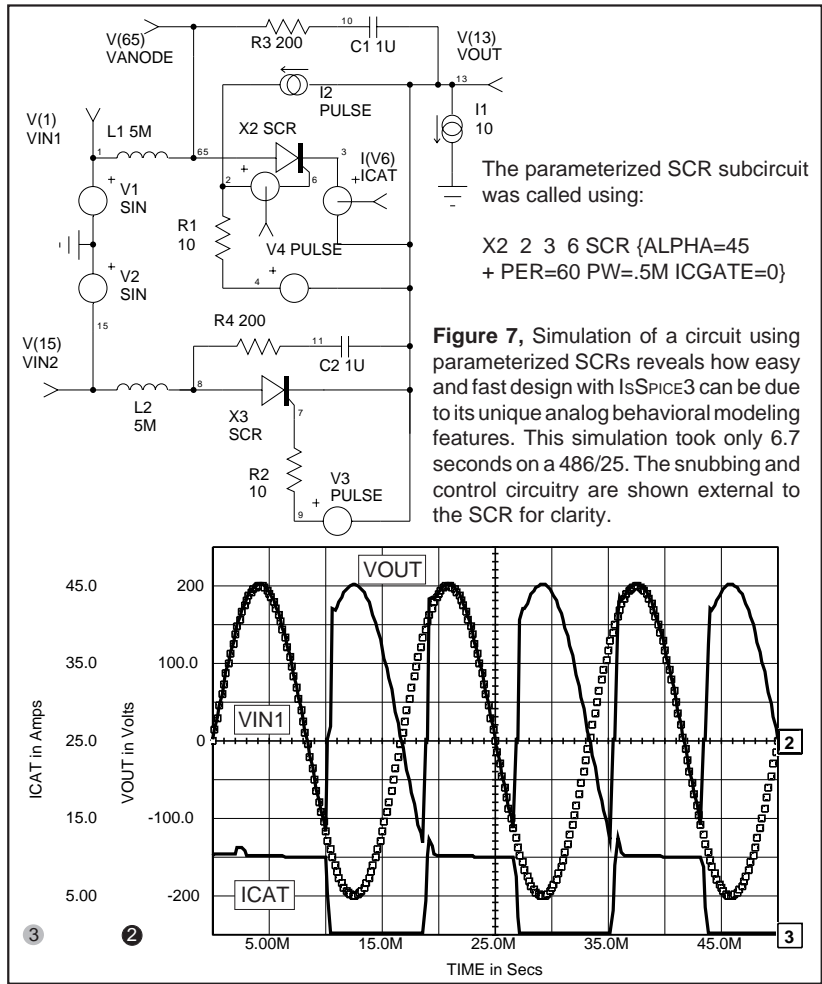 V(65)
VANODE
R3 200
10
C1 1U
V(13)
VOUT
13
I2
PULSE
I1
10
V(1)
VIN1
L1 5M
X2 SCR
1
65
3
I(V6)
ICAT
V1
SIN
2
6
R1
10
V4 PULSE
4
V2
SIN
15
The parameterized SCR subcircuit
was called using:
X2 2 3 6 SCR {ALPHA=45
+ PER=60 PW=.5M ICGATE=0}
V(15)
VIN2
R4 200
11
C2 1U
L2
5M
8
X3
SCR
7
R2
10
9
V3
PULSE
Figure 7, Simulation of a circuit using
parameterized SCRs reveals how easy
and fast design with IsSPICE3 can be due
to its unique analog behavioral modeling
features. This simulation took only 6.7
seconds on a 486/25. The snubbing and
control circuitry are shown external to
the SCR for clarity.
VOUT
VIN1
ICAT
ICAT in Amps
45.0
35.0
25.0
15.0
5.00
VOUT in Volts
200
100.0
0
-100.0
-200
2
3
3
2
5.00M
15.0M
25.0M
35.0M
45.0M
TIME in Secs